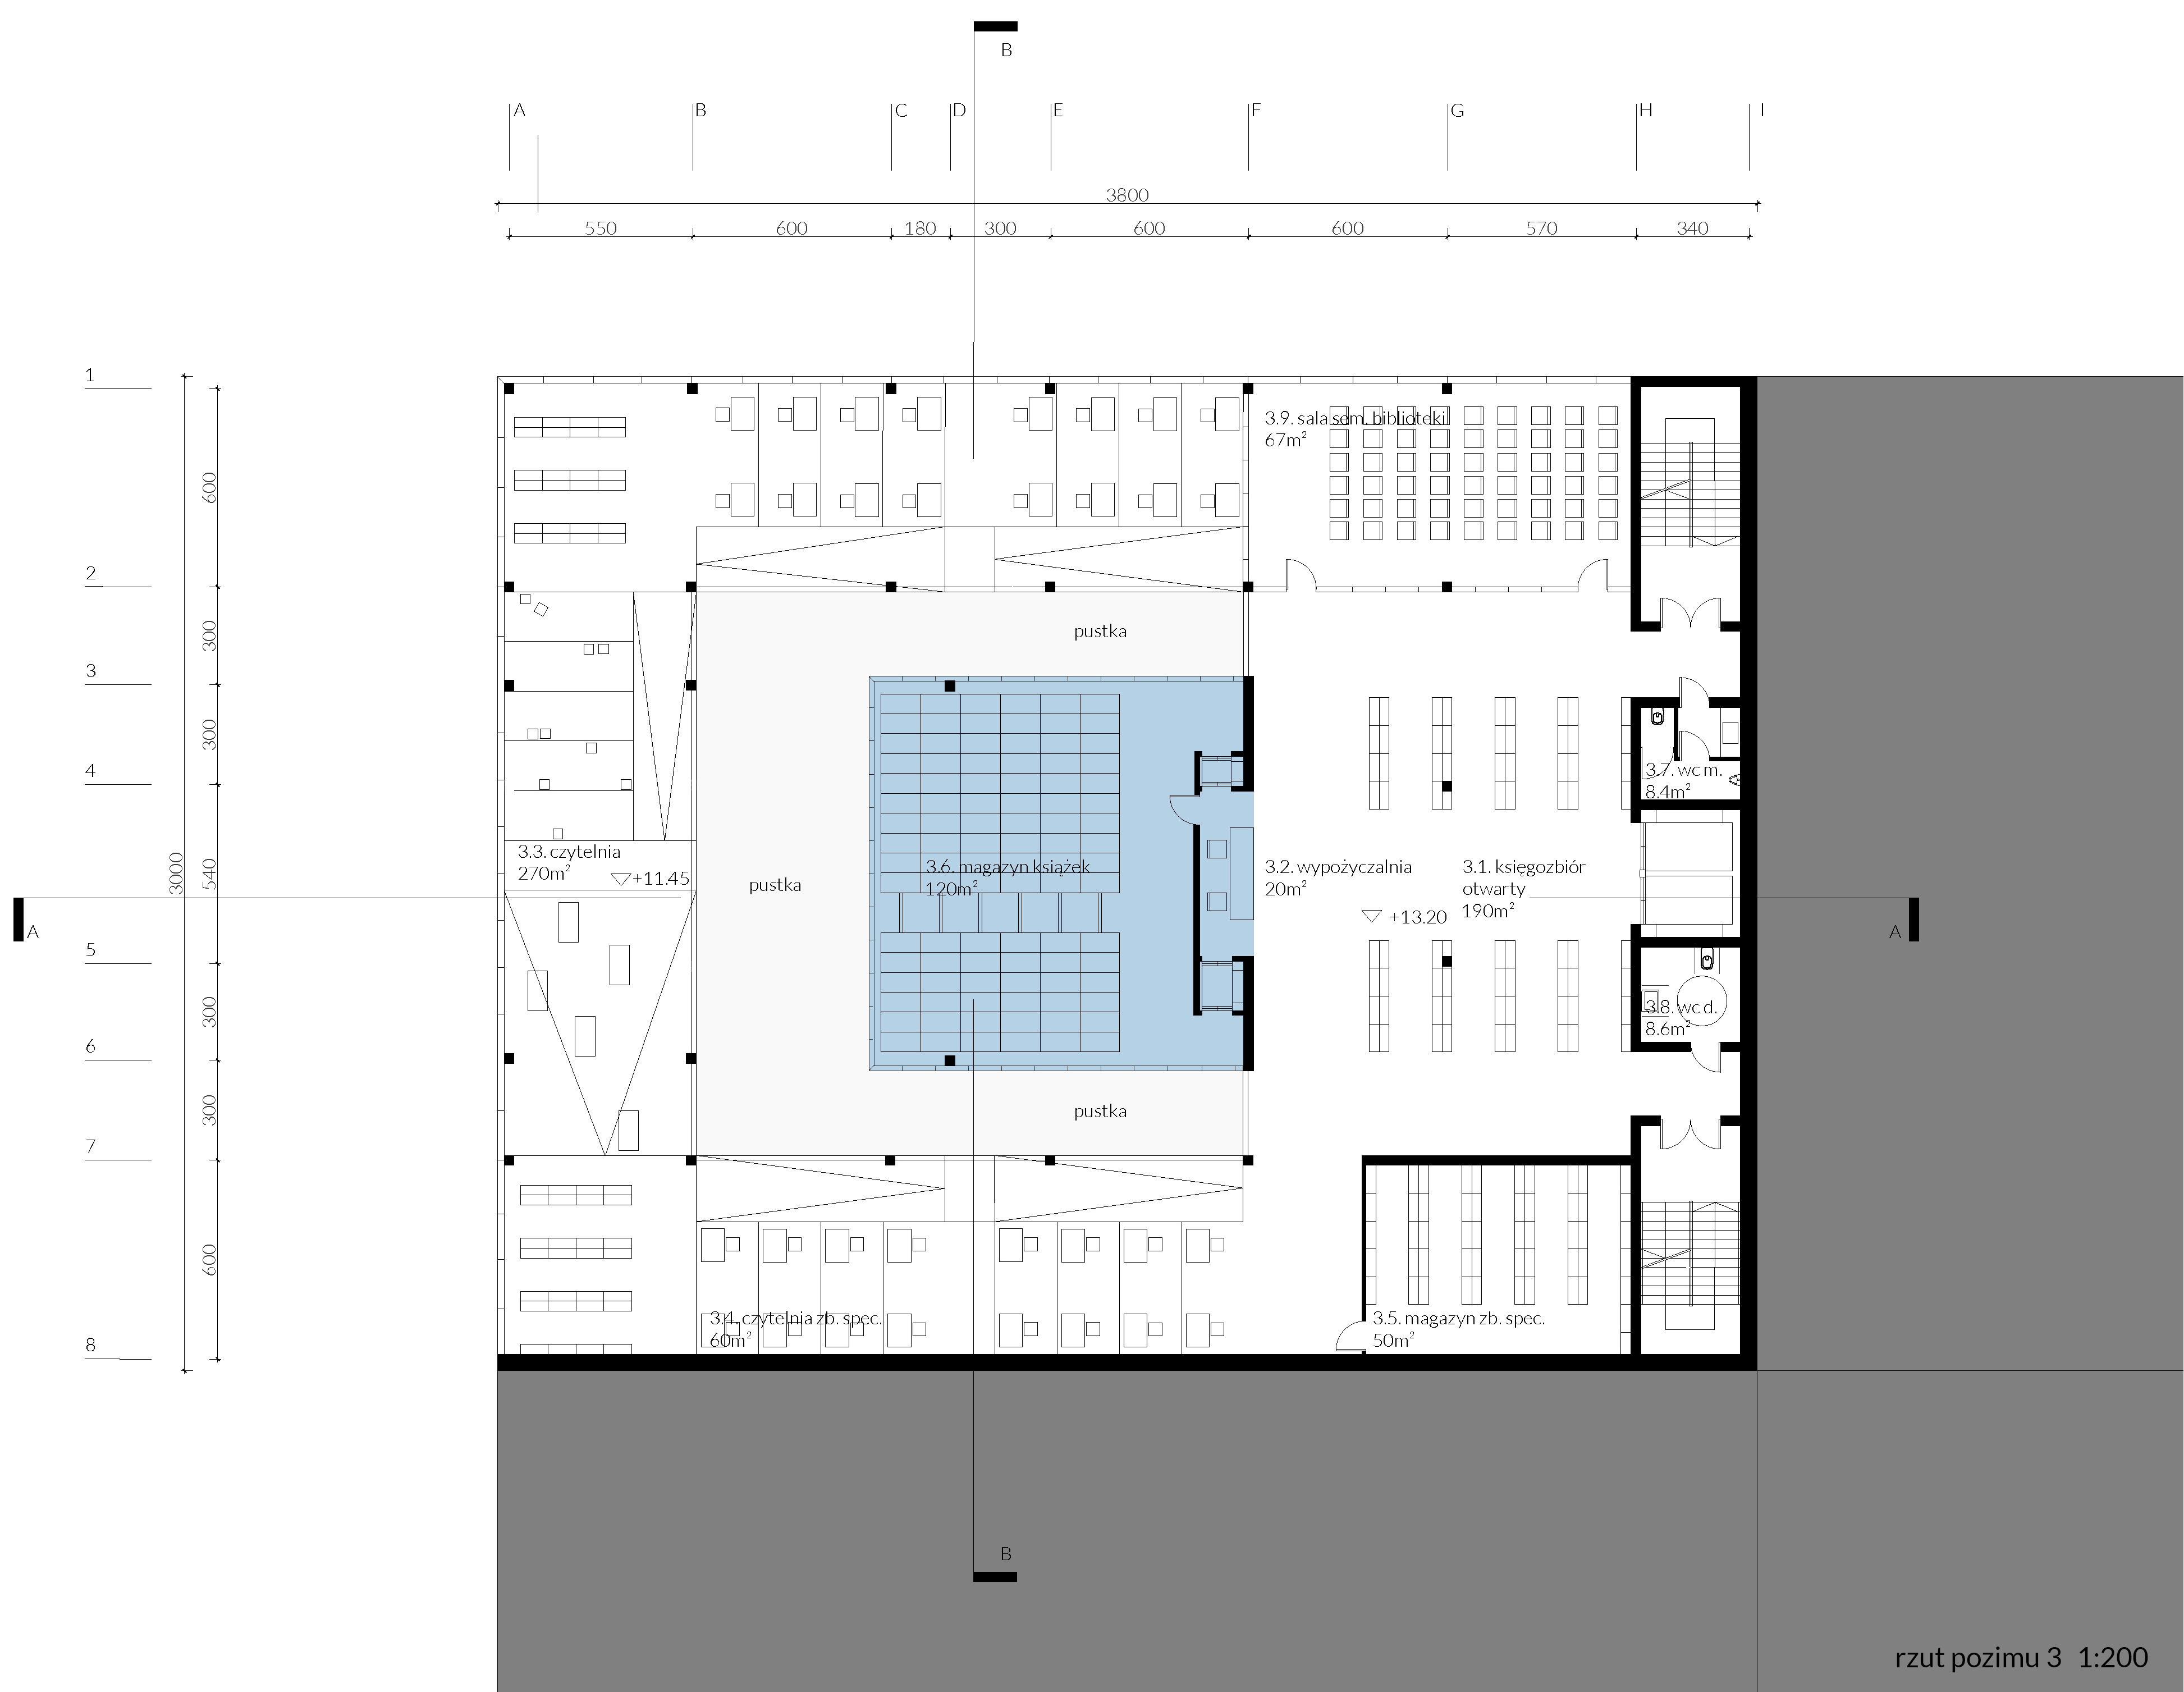 B
A B C D E F G H I
3800
550 600 180 300 600 600 570 340
1
3.9. sala sem. biblioteki
67m²
600
2
300
pustka
3
300
4
3.7. wc m.
8.4m²
3000
540
3.3. czytelnia
270m²
+11.45
pustka
3.6. magazyn książek
120m²
3.2. wypożyczalnia
20m²
3.1. księgozbiór
otwarty
190m²
+13.20
A
A
5
300
3.8. wc d.
8.6m²
6
300
pustka
7
600
3.4. czytelnia zb. spec.
60m²
3.5. magazyn zb. spec.
50m²
8
B
rzut pozimu 3 1:200